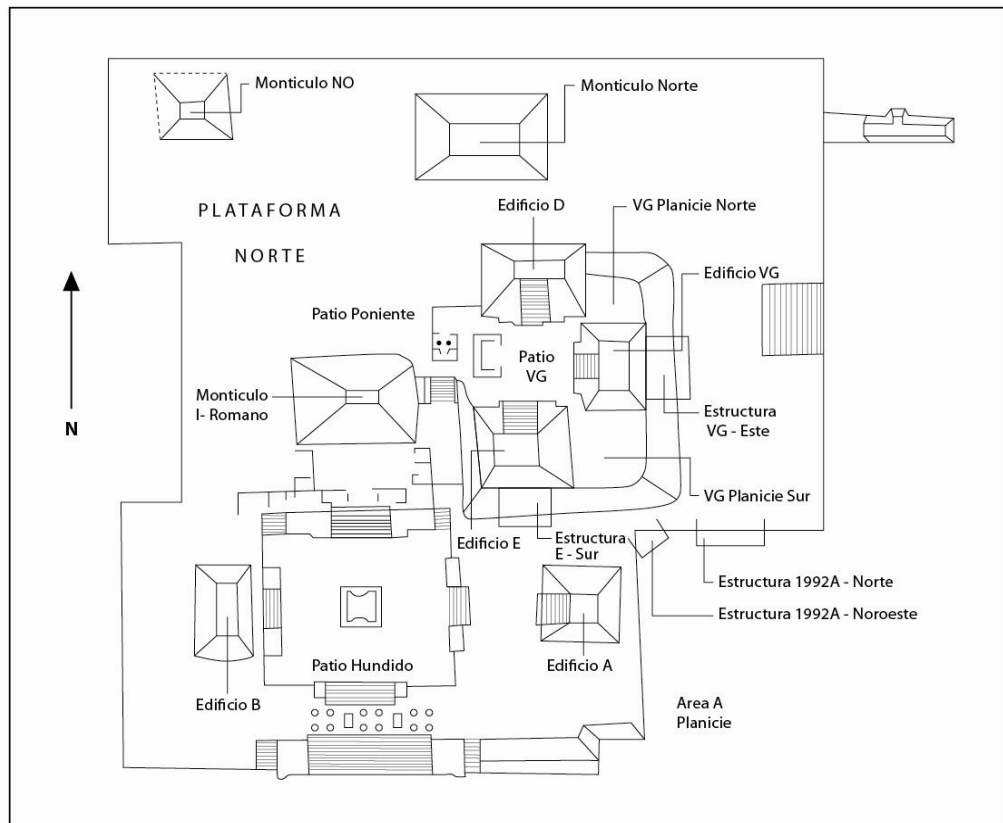 Monticulo NO
Monticulo Norte
PLATAFORMA
NORTE
Edificio D
VG Planicie Norte
Edificio VG
Patio Poniente
Patio
VG
Monticulo
I- Romano
N
Estructura
VG - Este
VG Planicie Sur
Edificio E
Estructura
E - Sur
Estructura 1992A - Norte
Estructura 1992A - Noroeste
Patio Hundido
Edificio A
Edificio B
Area A
Planicie